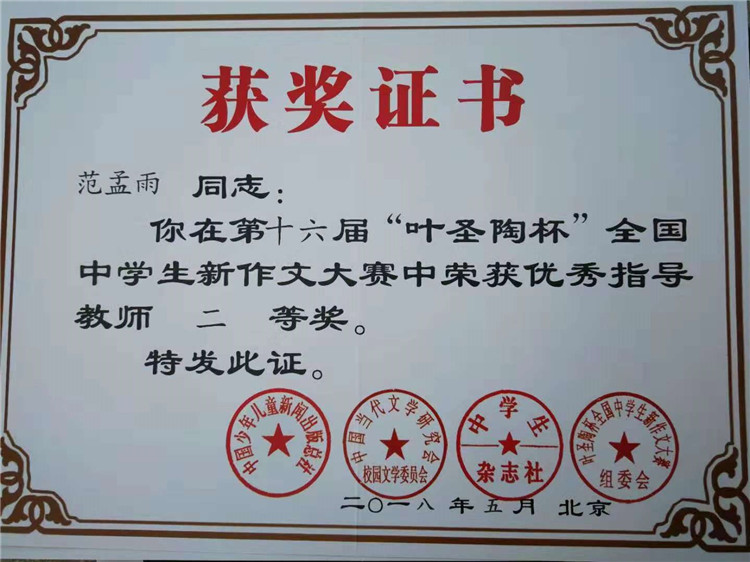 获奖证书
范孟雨 同志：
你在第十六届“叶圣陶杯”全国
中学生新作文大赛中荣获优秀指导
教师 二 等奖。
特发此证。
中国少年儿童新闻出版总社
中国当代文学研究会
校园文学委员会
中学生
杂志社
叶圣陶杯全国中学生新作文大赛
组委会
二〇一八年五月 北京